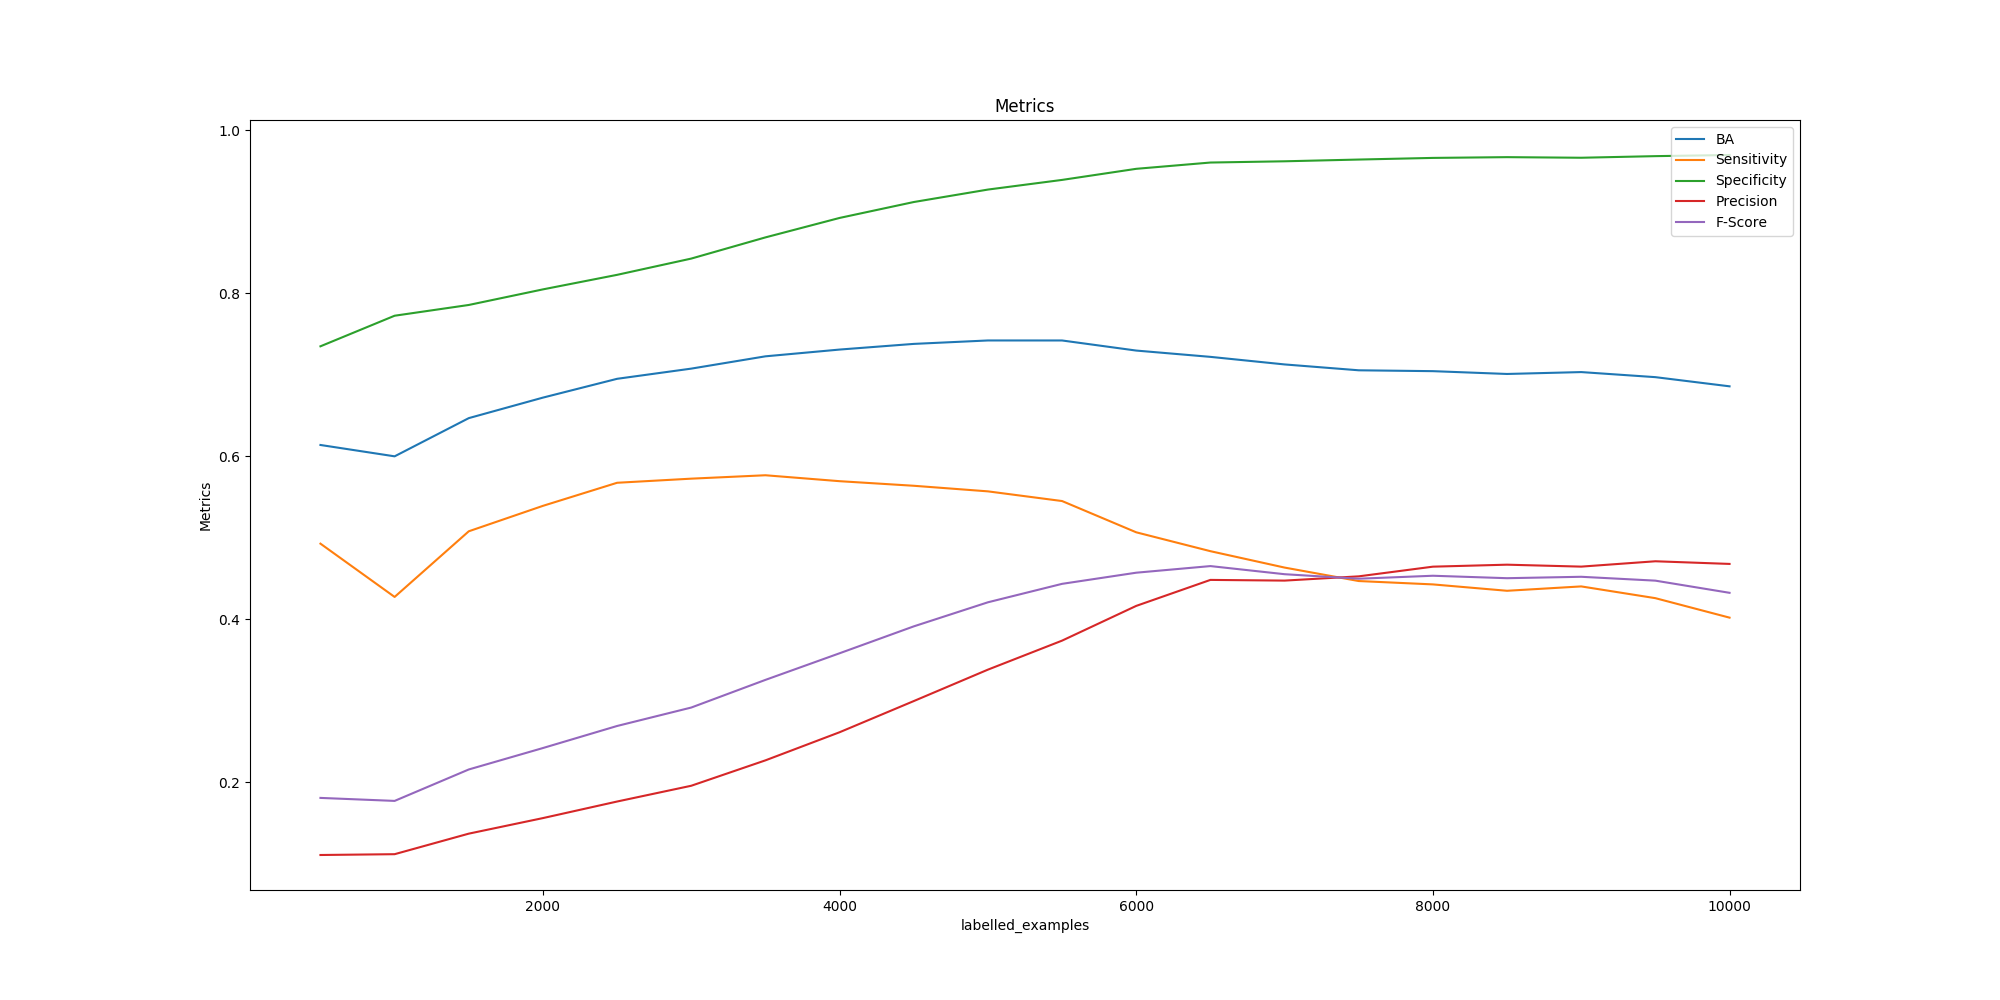 Metrics
1.0
0.8
0.6
0.4
0.2
Metrics
BA
Sensitivity
Specificity
Precision
F-Score
2000 4000 6000 8000 10000
labelled_examples